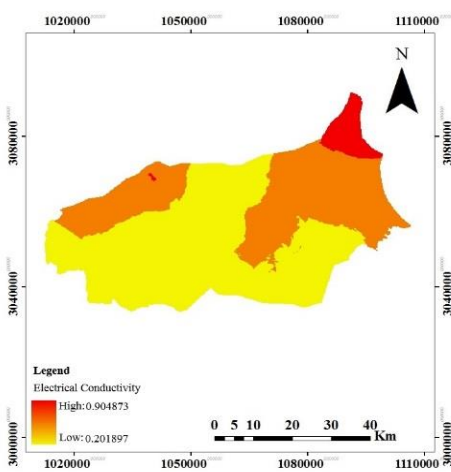 1020000 1050000 1080000 1110000
N
3080000 3080000
3040000 3040000
Legend
Electrical Conductivity
High: 0.904873
Low: 0.201897
0 5 10 20 30 40
Km
3000000 3000000
1020000 1050000 1080000 1110000